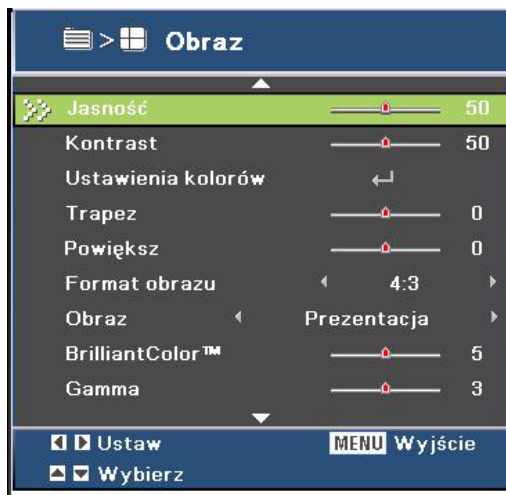 > Obraz
Jasność 50
Kontrast 50
Ustawienia kolorów
Trapez 0
Powiększ 0
Format obrazu 4:3
Obraz Prezentacja
BrilliantColor™ 5
Gamma 3
Ustaw MENU Wyjście
Wybierz